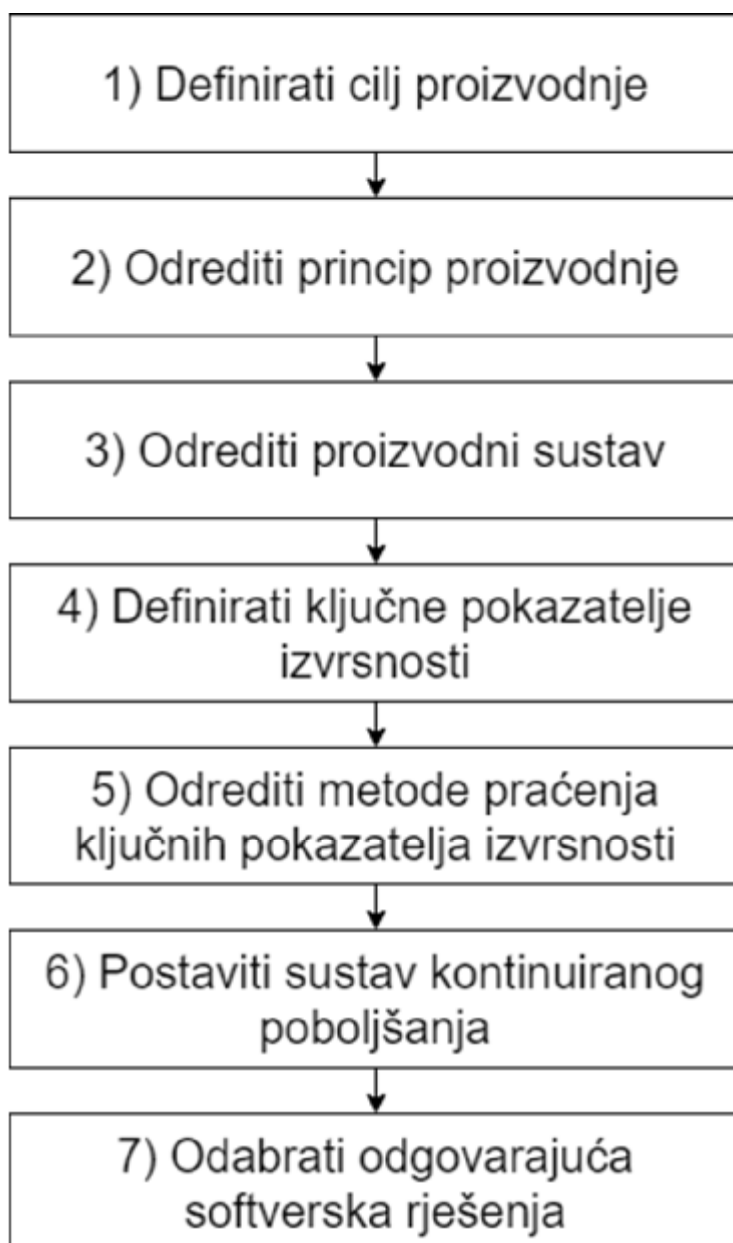 1) Definirati cilj proizvodnje
2) Odrediti princip proizvodnje
3) Odrediti proizvodni sustav
4) Definirati ključne pokazatelje
izvrsnosti
5) Odrediti metode praćenja
ključnih pokazatelja izvrsnosti
6) Postaviti sustav kontinuiranog
poboljšanja
7) Odabrati odgovarajuća
softverska rješenja